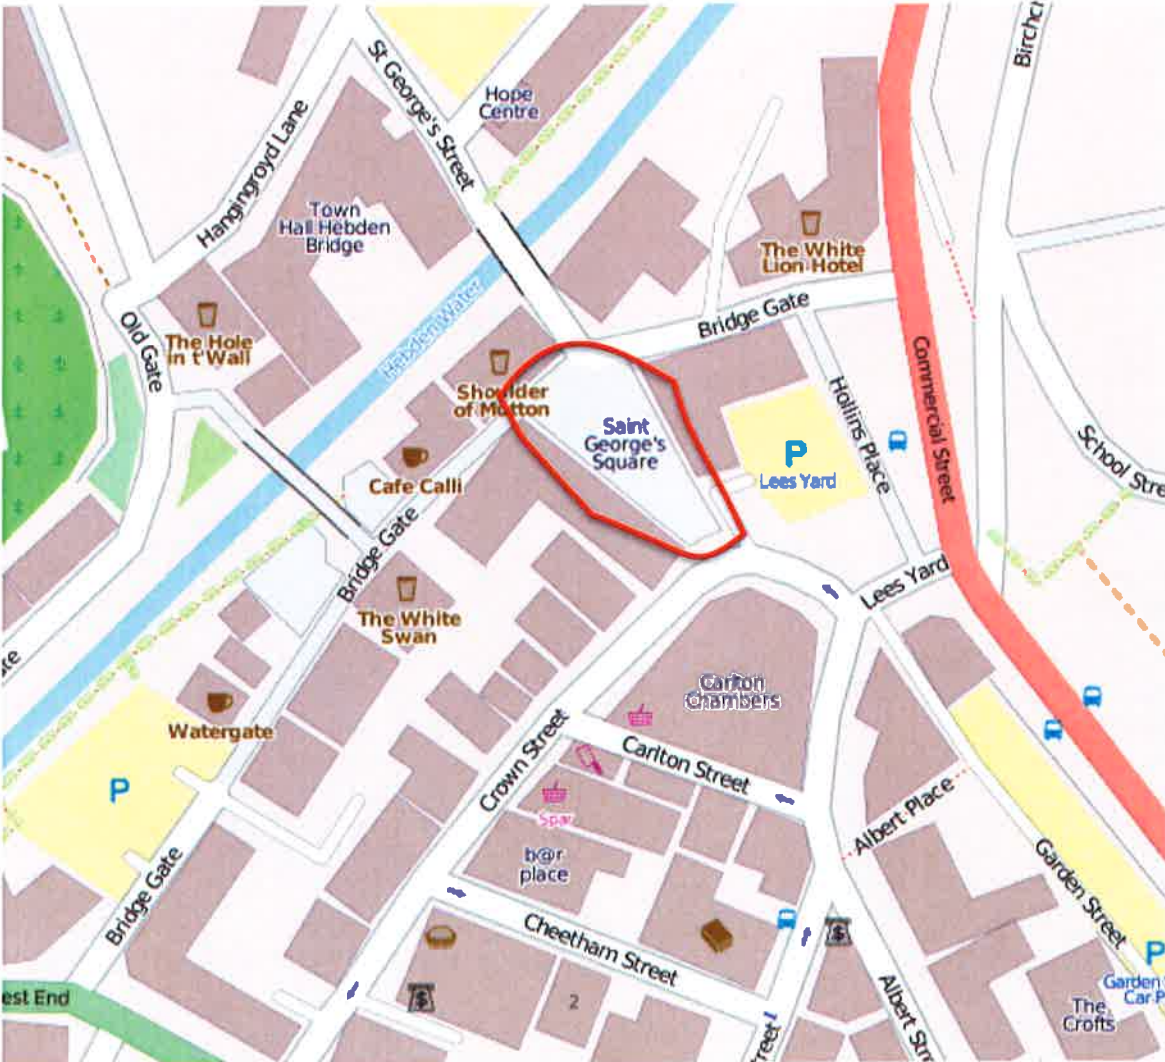 Birchcl
St George's Street
Hope
Centre
Hangingroyd Lane
Town
Hall Hebden
Bridge
The White
Lion Hotel
Bridge Gate
Hebden Water
Old Gate
The Hole
in t'Wall
Shoulder
of Mutton
Commercial Street
Hollins Place
Saint
George's
Square
P
Lees Yard
School Stre
Cafe Calli
Bridge Gate
Lees Yard
The White
Swan
te
Carlton
Chambers
Watergate
Carlton Street
Crown Street
P
Spar
Albert Place
b@r
place
Garden Street
Bridge Gate
Cheetham Street
P
Garden
Car P
est End
2
$
$
Albert Stre
The
Crofts
treet